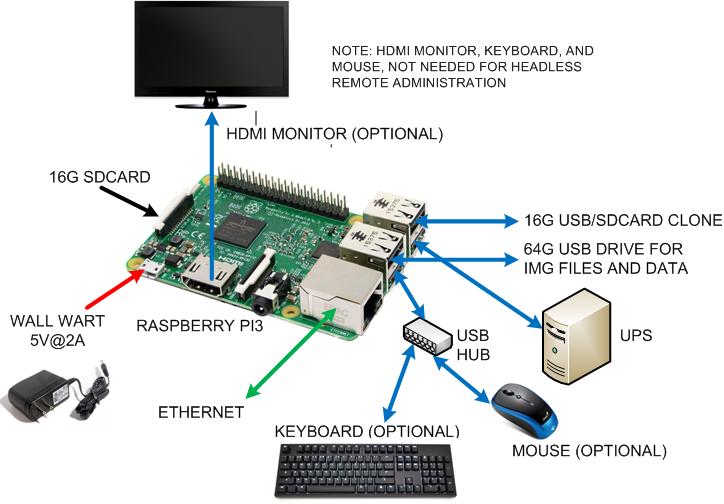 NOTE: HDMI MONITOR, KEYBOARD, AND
MOUSE, NOT NEEDED FOR HEADLESS
REMOTE ADMINISTRATION
HDMI MONITOR (OPTIONAL)
16G SDCARD
16G USB/SDCARD CLONE
64G USB DRIVE FOR
IMG FILES AND DATA
WALL WART
5V@2A
RASPBERRY PI3
USB
HUB
UPS
ETHERNET
KEYBOARD (OPTIONAL)
MOUSE (OPTIONAL)